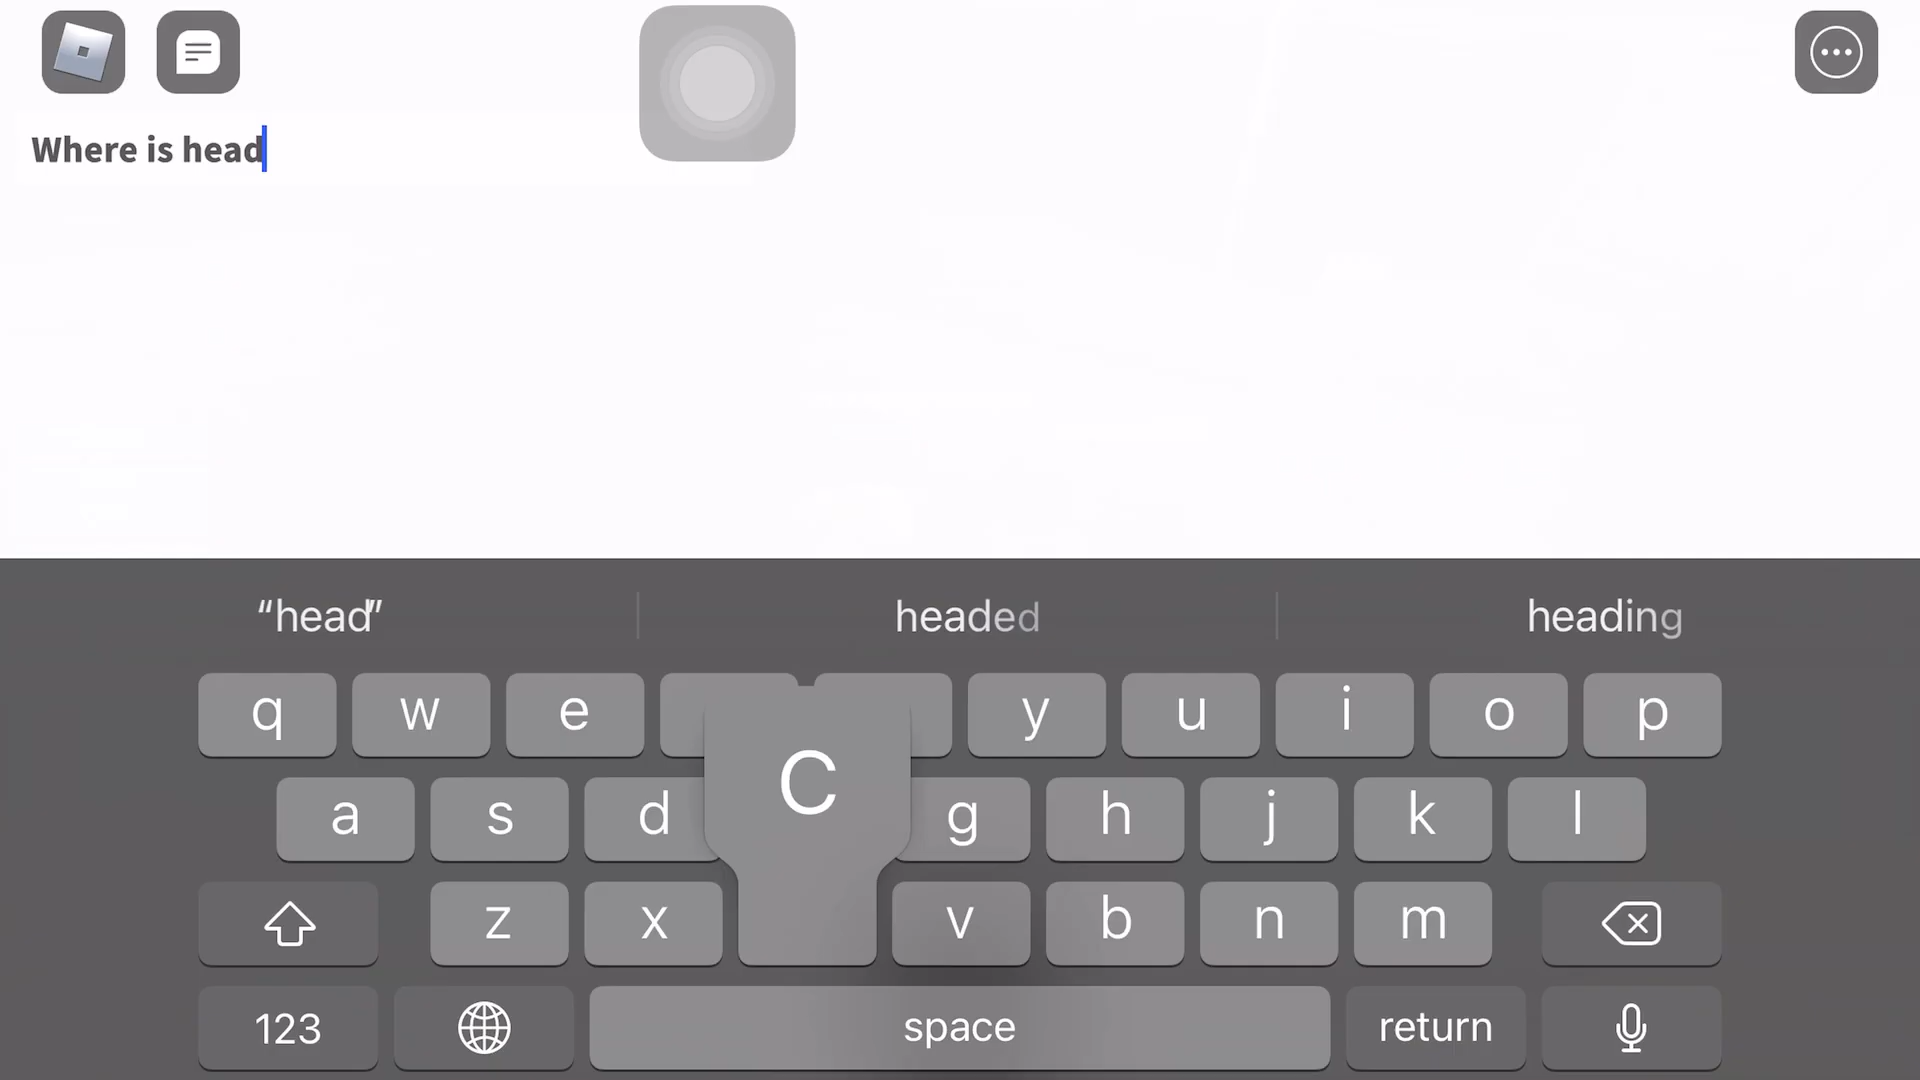 Where is head
“head” headed heading
q w e y u i o p
a s d C g h j k l
z x v b n m
123 space return